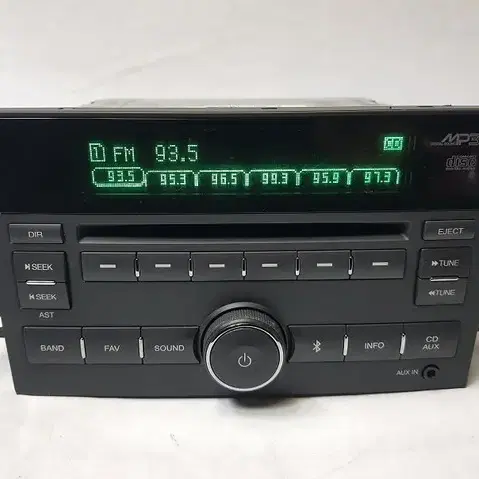 1 FM 93.5
93.5 95.3 96.5 99.3 95.9 97.3
MP3
disc
DIR
EJECT
SEEK
TUNE
SEEK
TUNE
AST
BAND
FAV
SOUND
INFO
CD
AUX
AUX IN